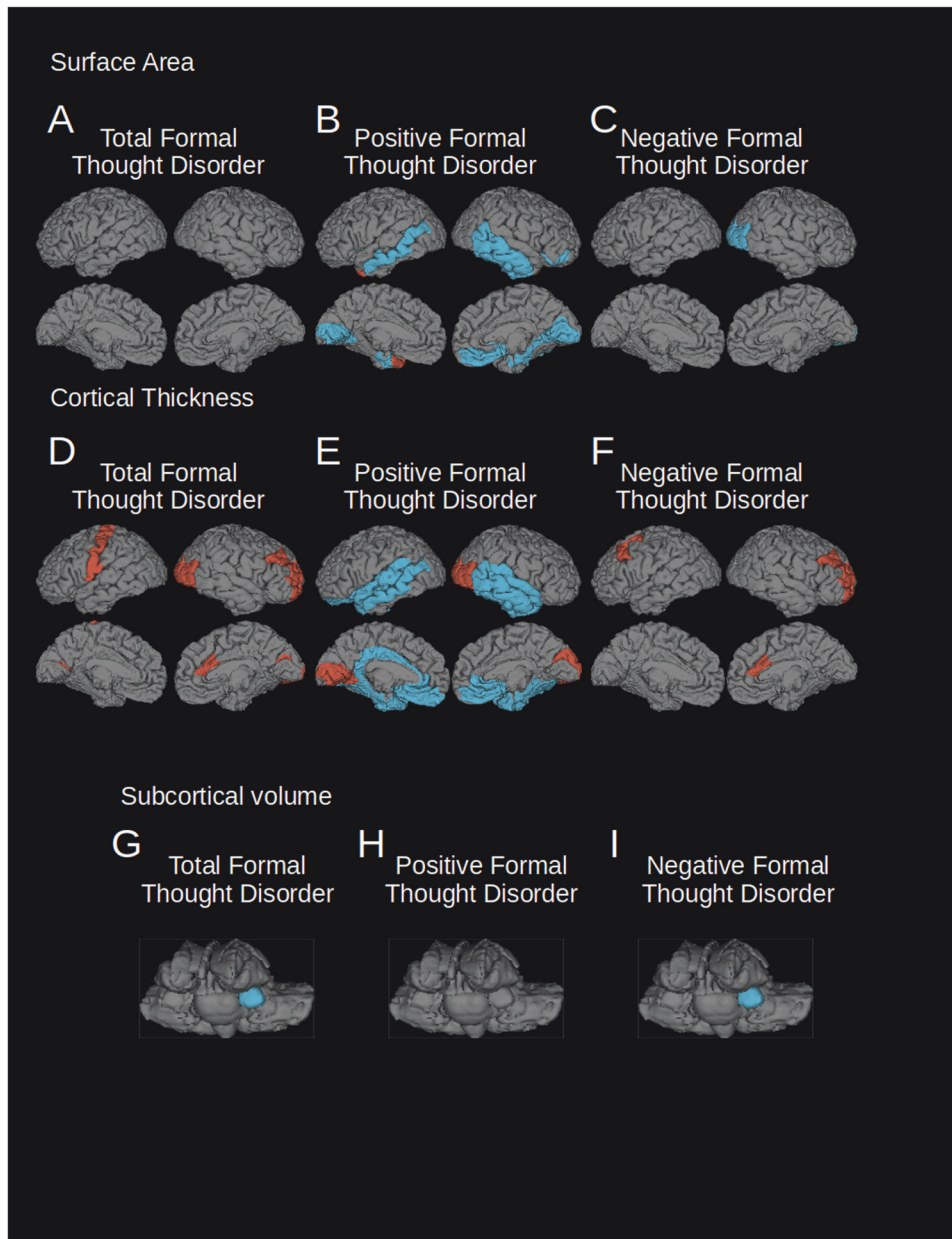 Surface Area
A
Total Formal
Thought Disorder
B
Positive Formal
Thought Disorder
C
Negative Formal
Thought Disorder
Cortical Thickness
D
Total Formal
Thought Disorder
E
Positive Formal
Thought Disorder
F
Negative Formal
Thought Disorder
Subcortical volume
G
Total Formal
Thought Disorder
H
Positive Formal
Thought Disorder
I
Negative Formal
Thought Disorder